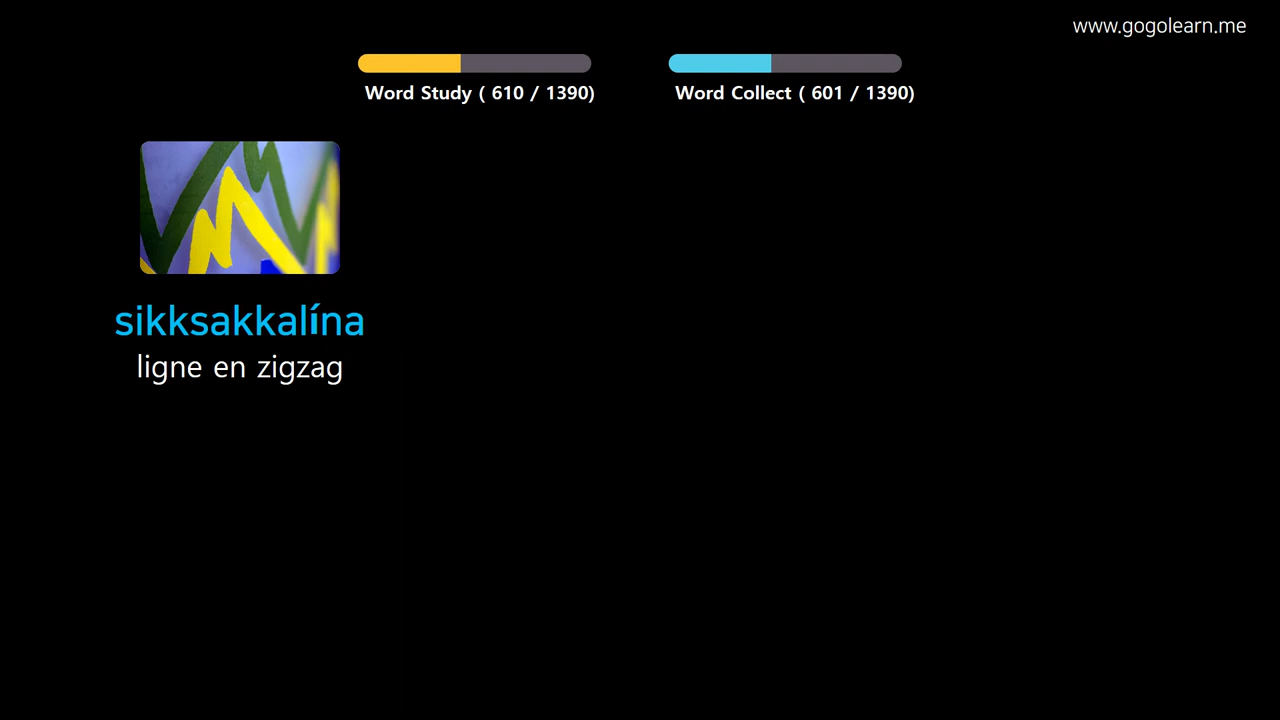 www.gogolearn.me
Word Study ( 610 / 1390)
Word Collect ( 601 / 1390)
sikksakkalína
ligne en zigzag